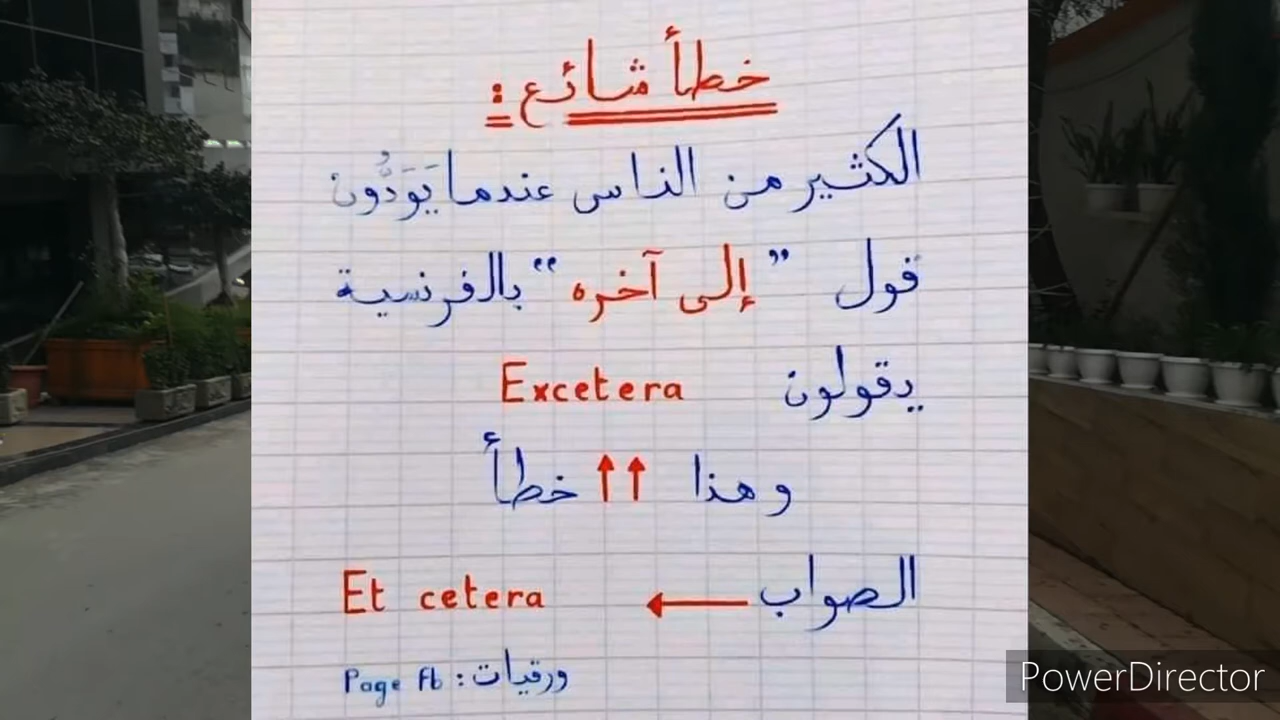 خطأ شائع :
الكثير من الناس عندما يَوَدُّون
قول " إلى آخره " بالفرنسية
يقولون Excetera
وهذا ↑↑ خطأ
الصواب ← Et cetera
ورقيات : Page Fb
PowerDirector